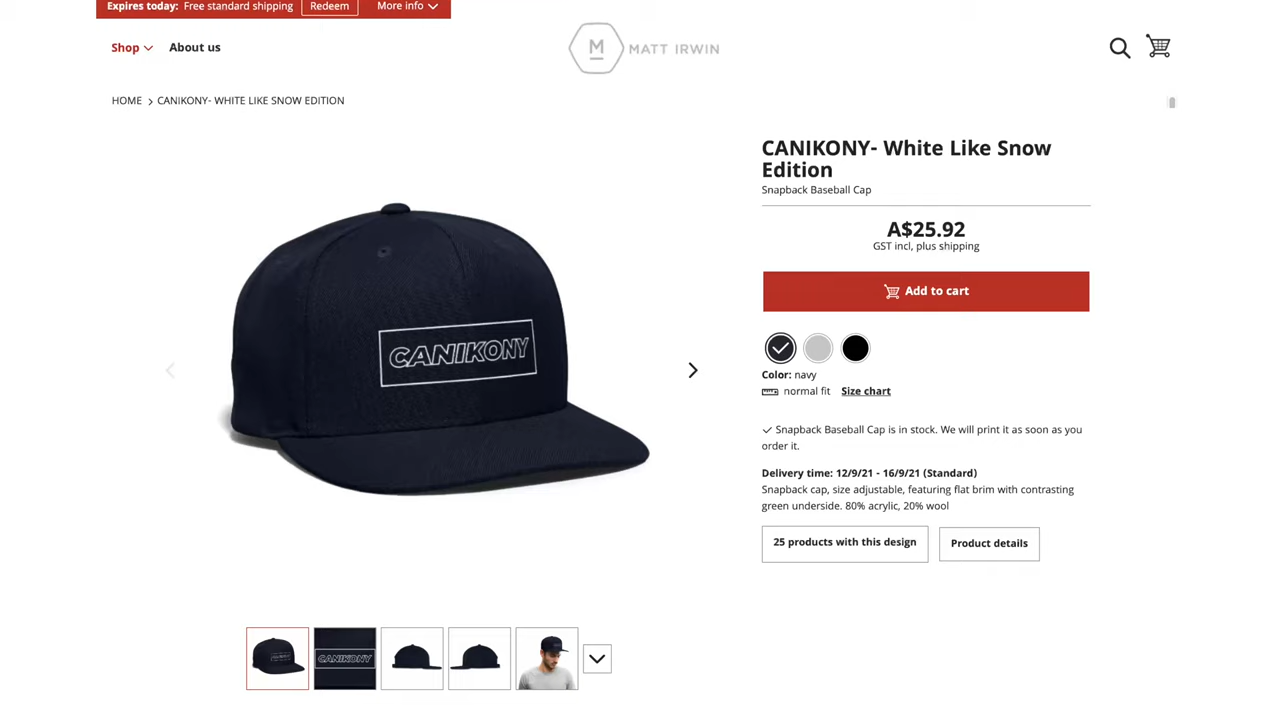 Expires today: Free standard shipping Redeem More info
Shop About us
M MATT IRWIN
HOME CANIKONY- WHITE LIKE SNOW EDITION
CANIKONY- White Like Snow
Edition
Snapback Baseball Cap
A$25.92
GST incl, plus shipping
Add to cart
CANIKONY
Color: navy
normal fit Size chart
Snapback Baseball Cap is in stock. We will print it as soon as you
order it.
Delivery time: 12/9/21 - 16/9/21 (Standard)
Snapback cap, size adjustable, featuring flat brim with contrasting
green underside. 80% acrylic, 20% wool
25 products with this design Product details
CANIKONY